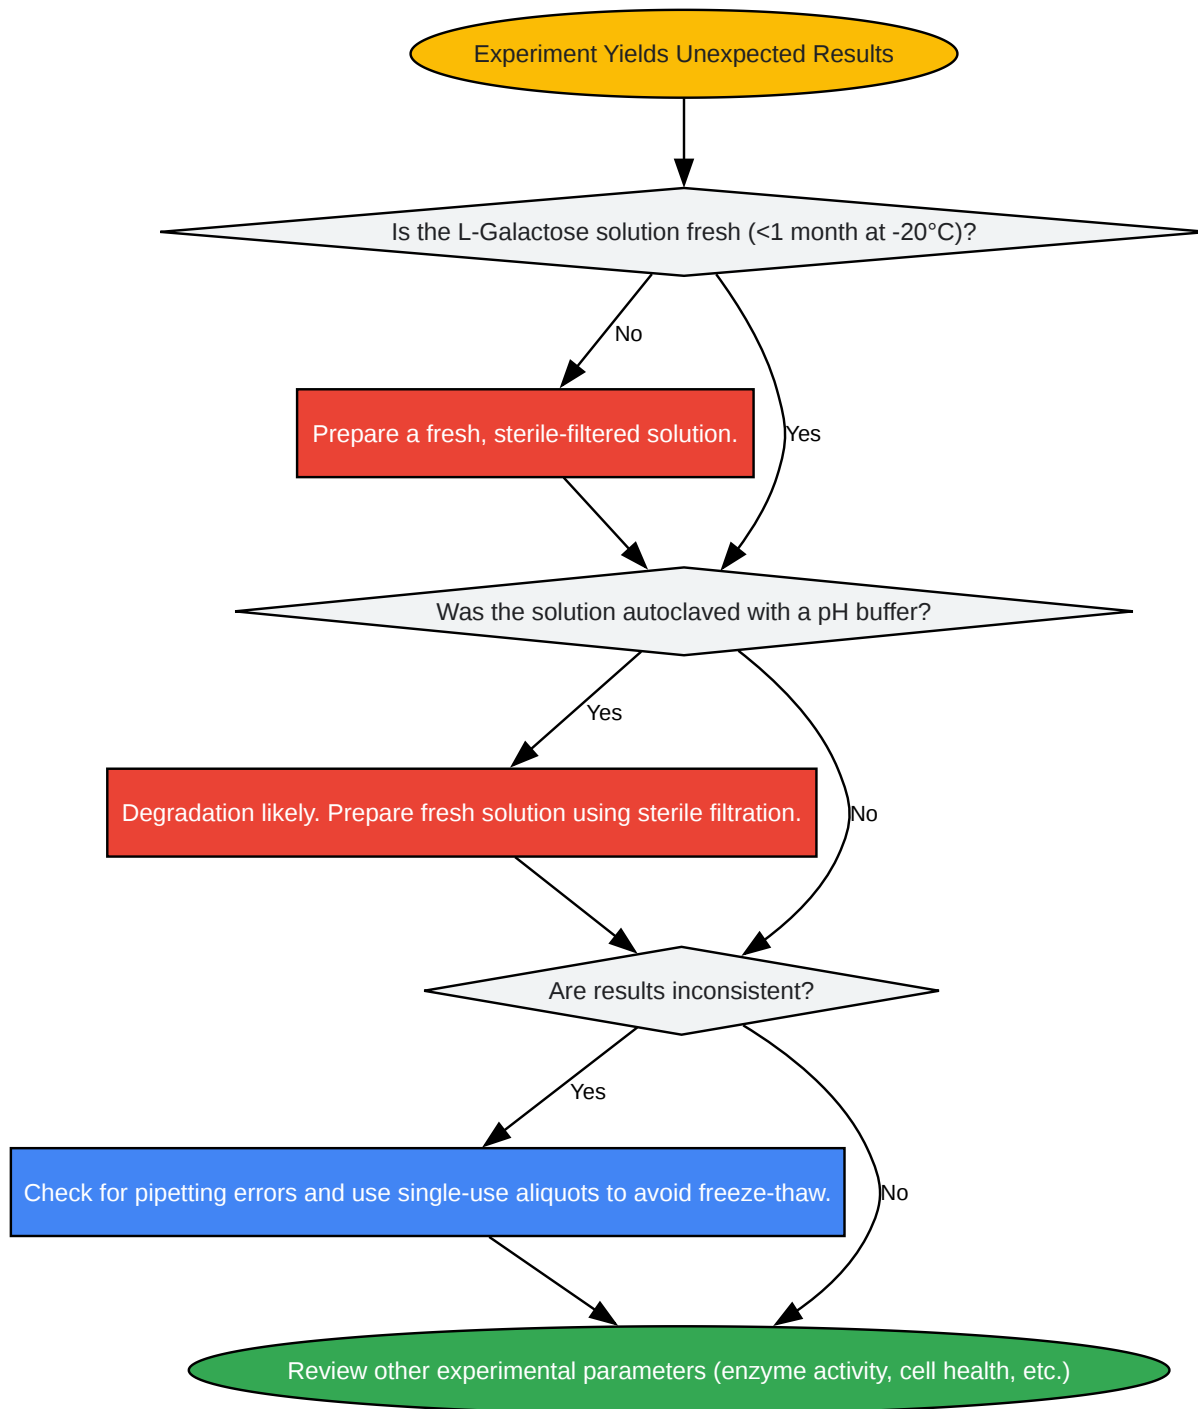 Experiment Yields Unexpected Results
Is the L-Galactose solution fresh (<1 month at -20°C)?
No
Prepare a fresh, sterile-filtered solution.
Yes
Was the solution autoclaved with a pH buffer?
Yes
Degradation likely. Prepare fresh solution using sterile filtration.
No
Are results inconsistent?
Yes
Check for pipetting errors and use single-use aliquots to avoid freeze-thaw.
No
Review other experimental parameters (enzyme activity, cell health, etc.)